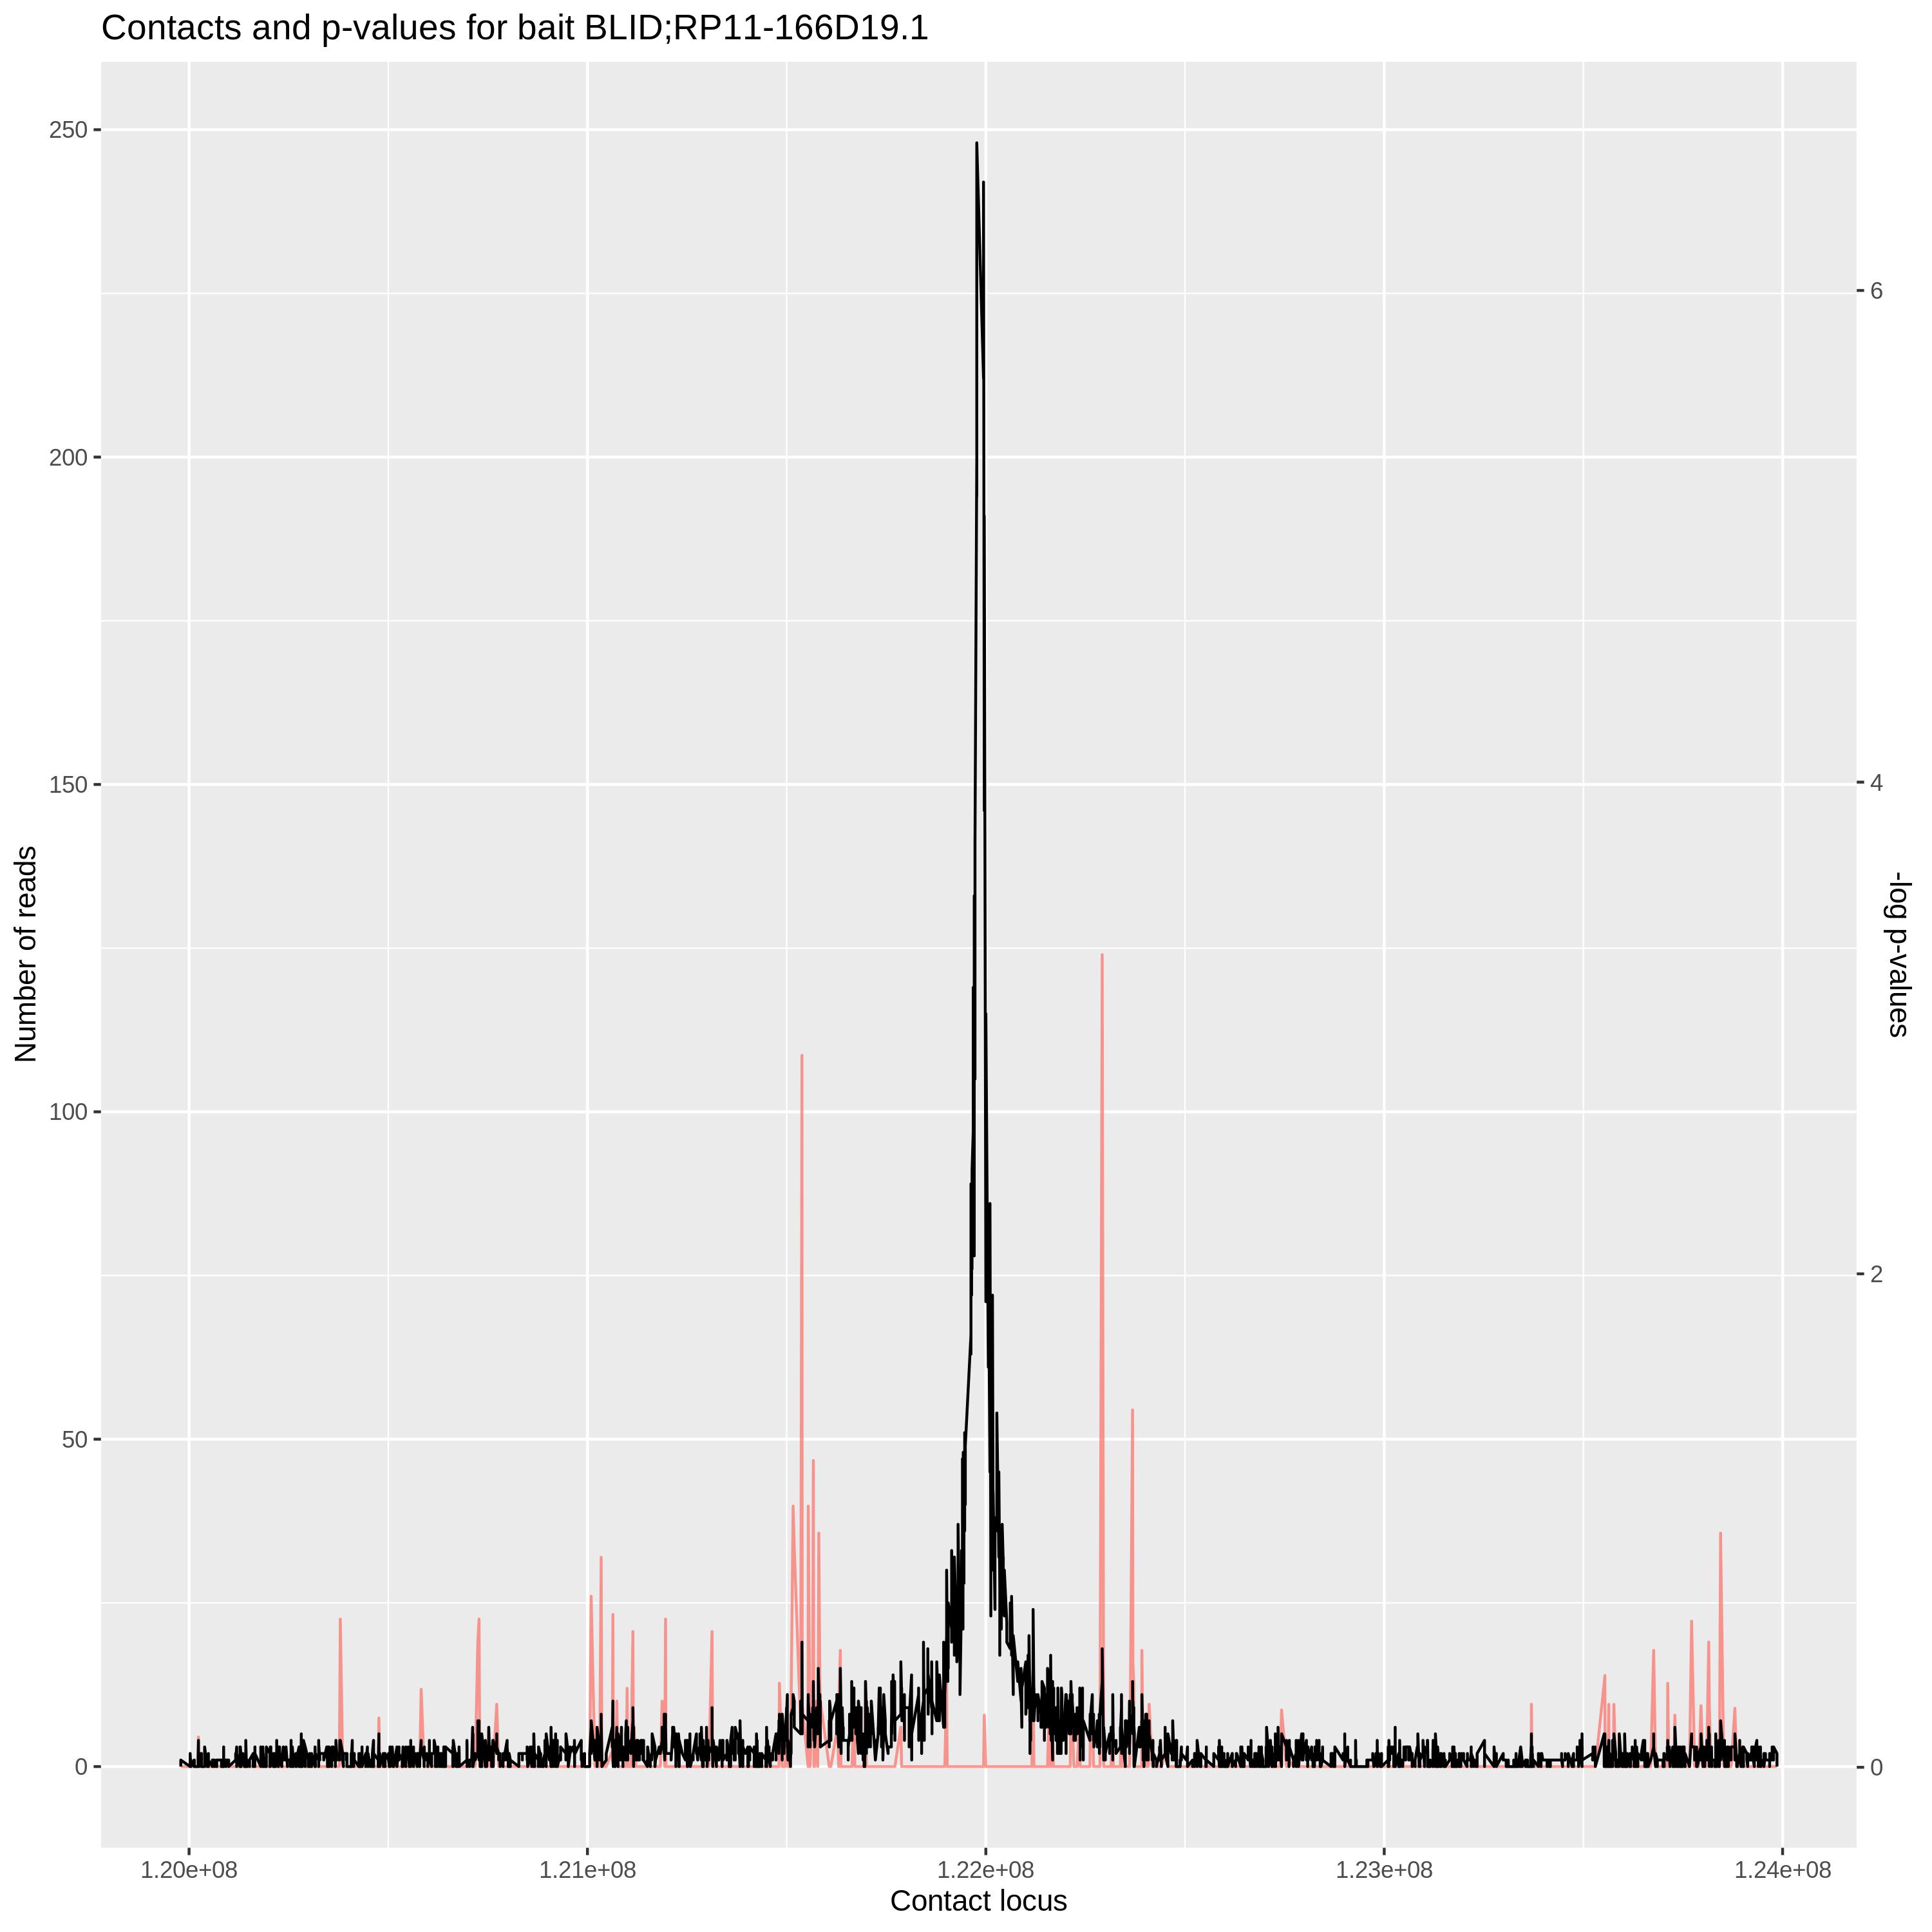 Contacts and p-values for bait BLID;RP11-166D19.1
250
200
150
100
50
0
Number of reads
6
4
2
0
-log p-values
1.20e+08
1.21e+08
1.22e+08
1.23e+08
1.24e+08
Contact locus